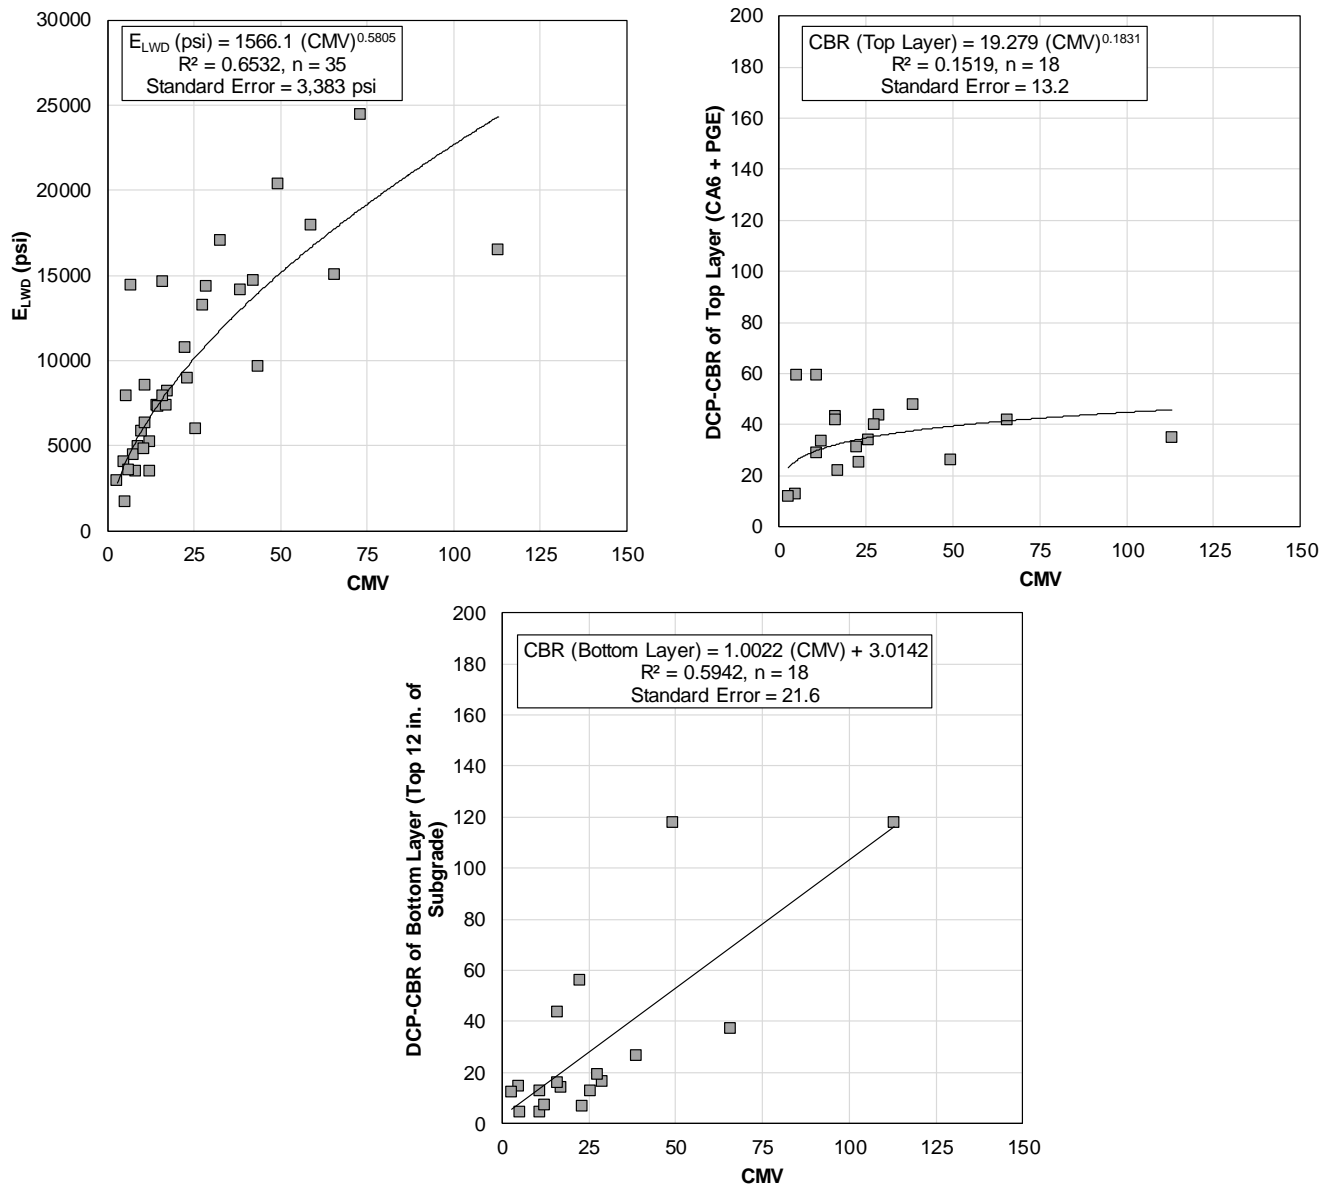 E_LWD (psi) = 1566.1 (CMV)^0.5805
R² = 0.6532, n = 35
Standard Error = 3,383 psi
30000
25000
20000
15000
10000
5000
0
E_LWD (psi)
0 25 50 75 100 125 150
CMV
CBR (Top Layer) = 19.279 (CMV)^0.1831
R² = 0.1519, n = 18
Standard Error = 13.2
200
180
160
140
120
100
80
60
40
20
0
DCP-CBR of Top Layer (CA6 + PGE)
0 25 50 75 100 125 150
CMV
CBR (Bottom Layer) = 1.0022 (CMV) + 3.0142
R² = 0.5942, n = 18
Standard Error = 21.6
200
180
160
140
120
100
80
60
40
20
0
DCP-CBR of Bottom Layer (Top 12 in. of
Subgrade)
0 25 50 75 100 125 150
CMV